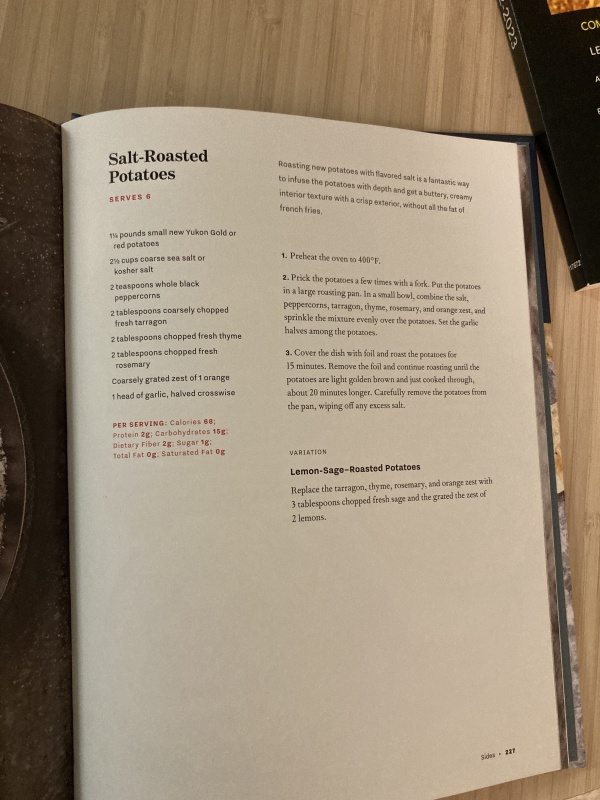 Salt-Roasted
Potatoes
SERVES 6
1¼ pounds small new Yukon Gold or
red potatoes
2½ cups coarse sea salt or
kosher salt
2 teaspoons whole black
peppercorns
2 tablespoons coarsely chopped
fresh tarragon
2 tablespoons chopped fresh thyme
2 tablespoons chopped fresh
rosemary
Coarsely grated zest of 1 orange
1 head of garlic, halved crosswise
PER SERVING: Calories 68;
Protein 2g; Carbohydrates 15g;
Dietary Fiber 2g; Sugar 1g;
Total Fat 0g; Saturated Fat 0g
Roasting new potatoes with flavored salt is a fantastic way
to infuse the potatoes with depth and get a buttery, creamy
interior texture with a crisp exterior, without all the fat of
french fries.
1. Preheat the oven to 400°F.
2. Prick the potatoes a few times with a fork. Put the potatoes
in a large roasting pan. In a small bowl, combine the salt,
peppercorns, tarragon, thyme, rosemary, and orange zest, and
sprinkle the mixture evenly over the potatoes. Set the garlic
halves among the potatoes.
3. Cover the dish with foil and roast the potatoes for
15 minutes. Remove the foil and continue roasting until the
potatoes are light golden brown and just cooked through,
about 20 minutes longer. Carefully remove the potatoes from
the pan, wiping off any excess salt.
VARIATION
Lemon-Sage–Roasted Potatoes
Replace the tarragon, thyme, rosemary, and orange zest with
3 tablespoons chopped fresh sage and the grated the zest of
2 lemons.
Sides • 227
2023
COM
LE